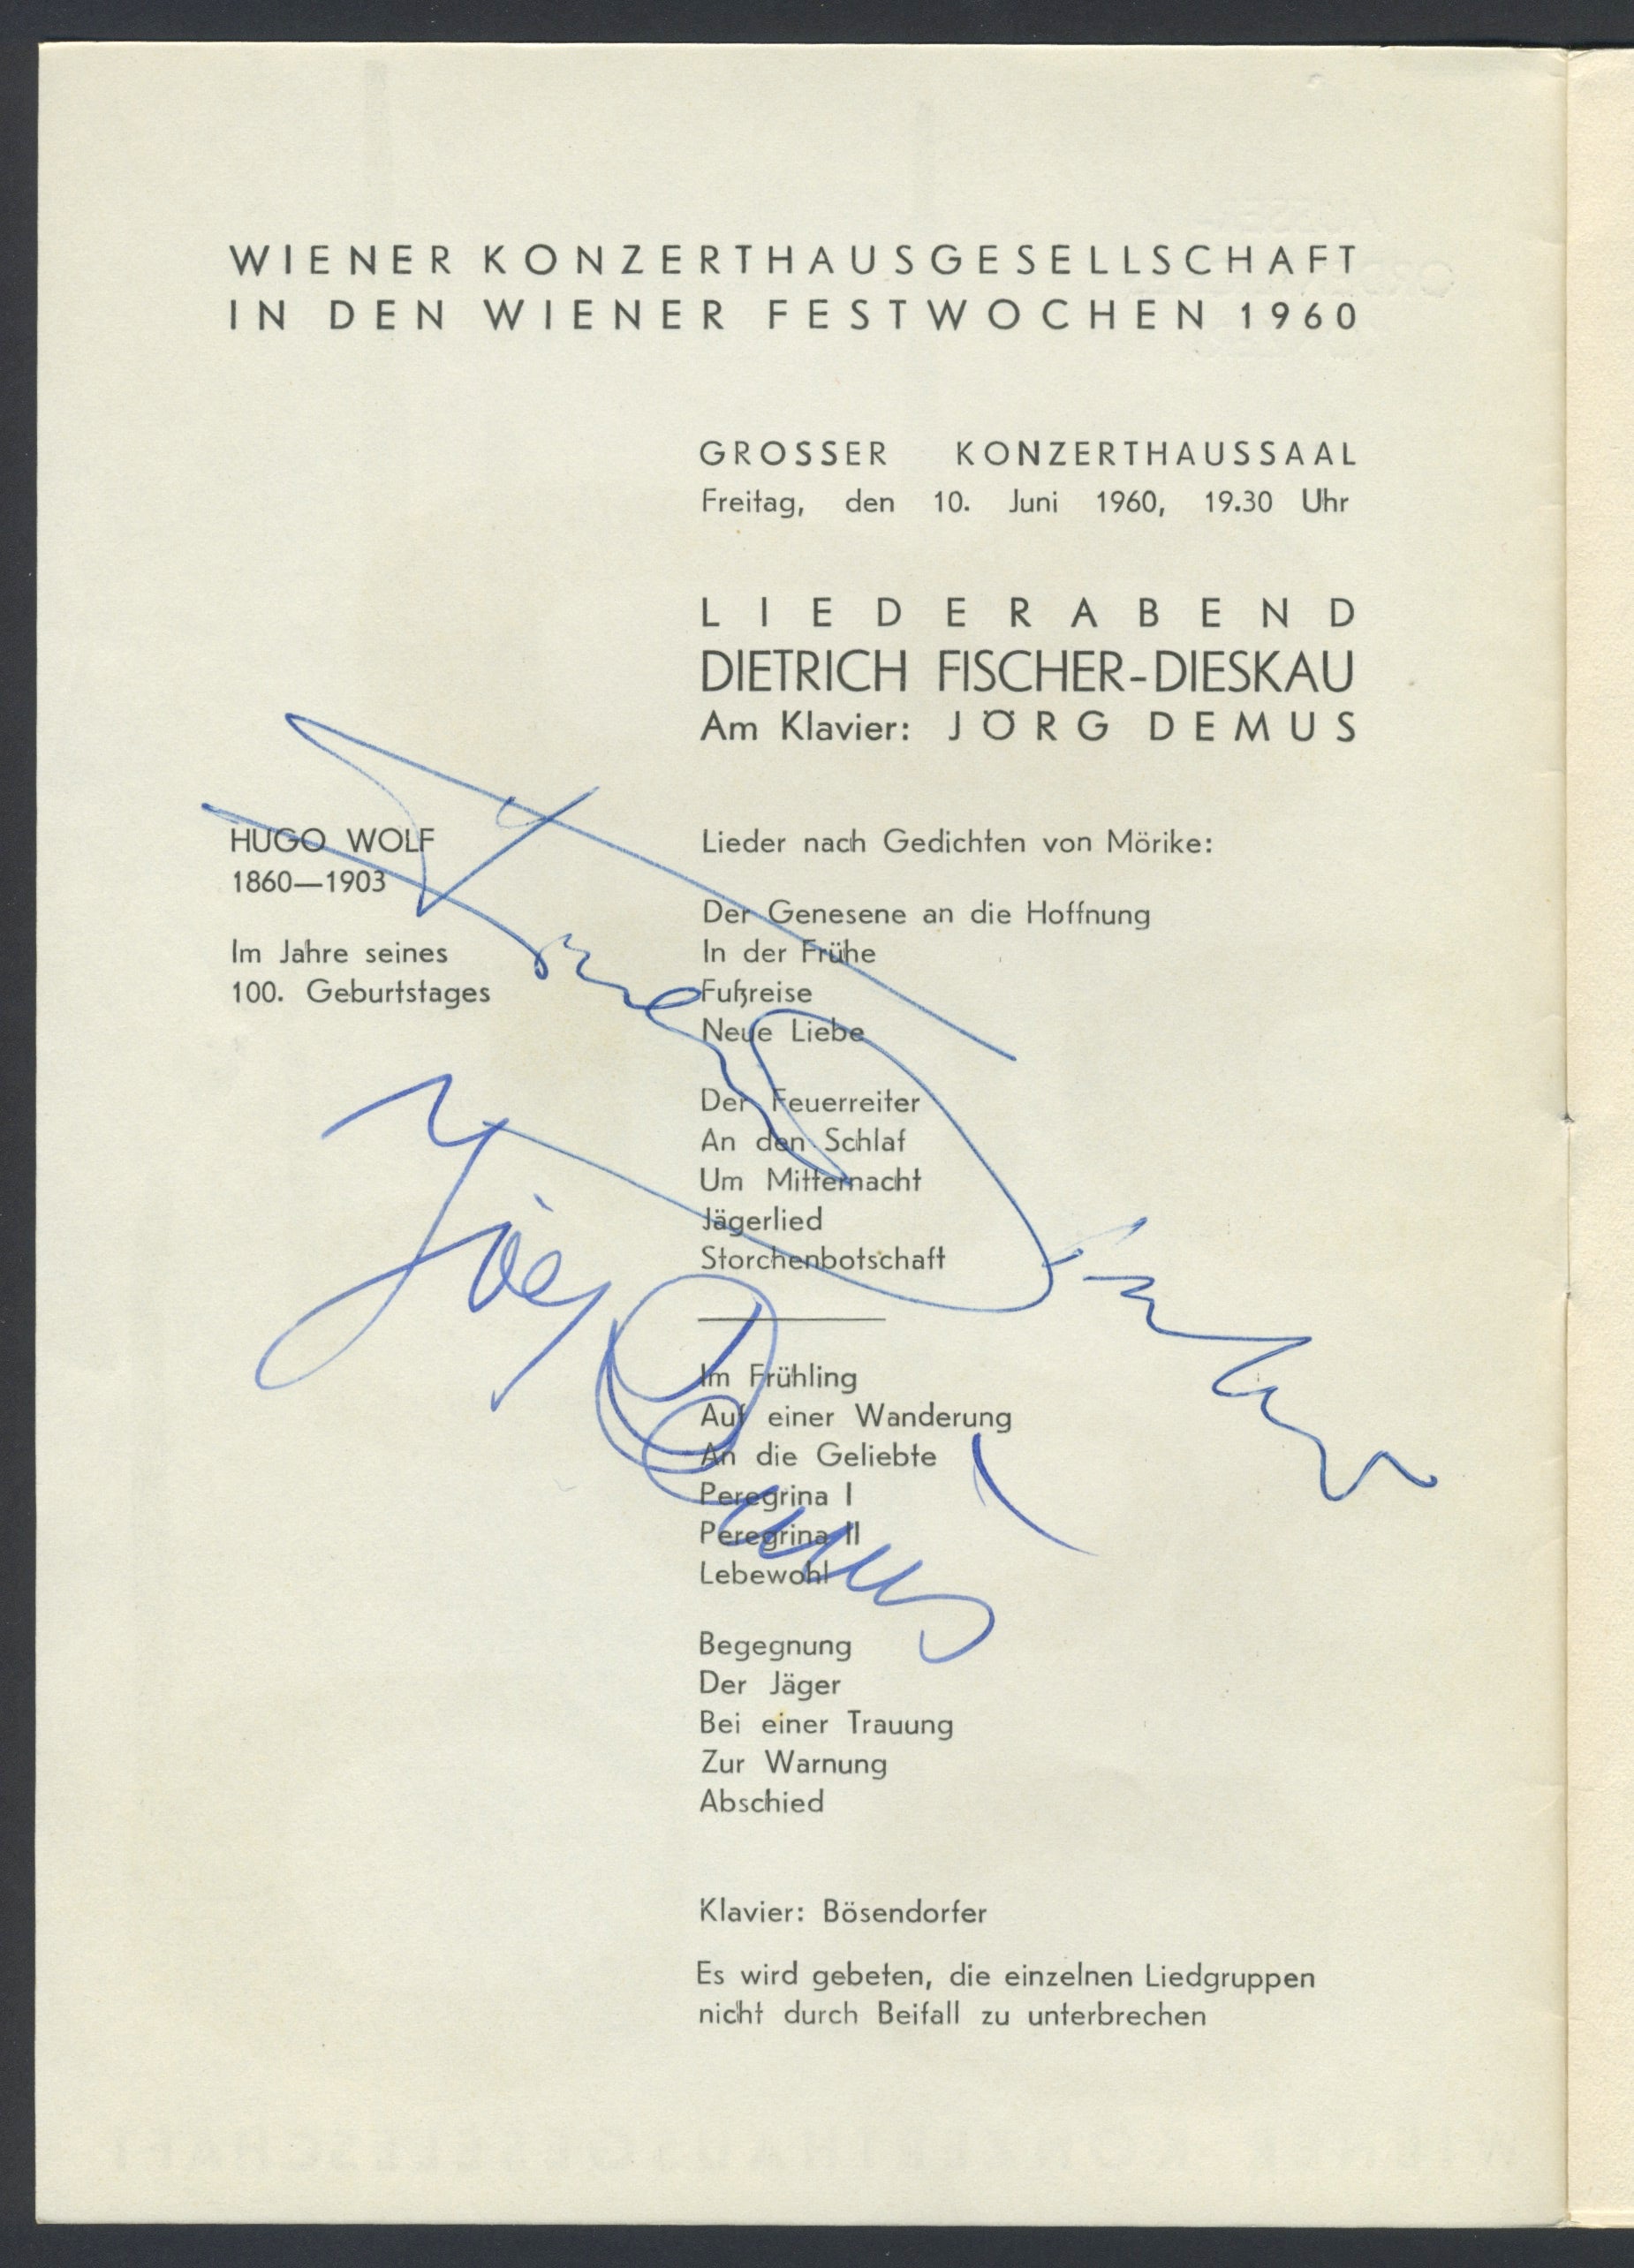 WIENER KONZERTHAUSGESELLSCHAFT
IN DEN WIENER FESTWOCHEN 1960
GROSSER KONZERTHAUSSAAL
Freitag, den 10. Juni 1960, 19.30 Uhr
LIEDERABEND
DIETRICH FISCHER-DIESKAU
Am Klavier: JÖRG DEMUS
HUGO WOLF
1860—1903
Im Jahre seines
100. Geburtstages
Lieder nach Gedichten von Mörike:
Der Genesene an die Hoffnung
In der Frühe
Fußreise
Neue Liebe
Der Feuerreiter
An den Schlaf
Um Mitternacht
Jägerlied
Storchenbotschaft
Im Frühling
Auf einer Wanderung
An die Geliebte
Peregrina I
Peregrina II
Lebewohl
Begegnung
Der Jäger
Bei einer Trauung
Zur Warnung
Abschied
Klavier: Bösendorfer
Es wird gebeten, die einzelnen Liedgruppen
nicht durch Beifall zu unterbrechen
Jörg Demus